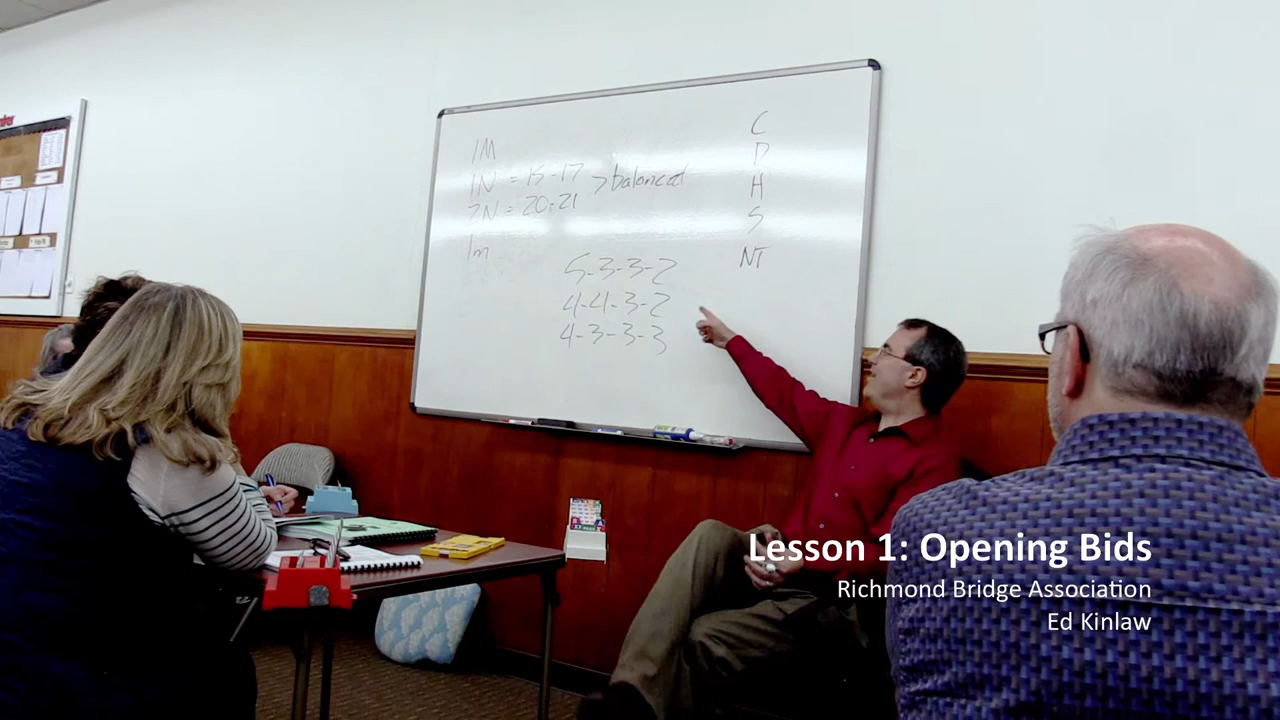 1M
1N = 15-17 >balanced
2N = 20-21
1m
5-3-3-2
4-4-3-2
4-3-3-3
C
D
H
S
NT
Lesson 1: Opening Bids
Richmond Bridge Association
Ed Kinlaw